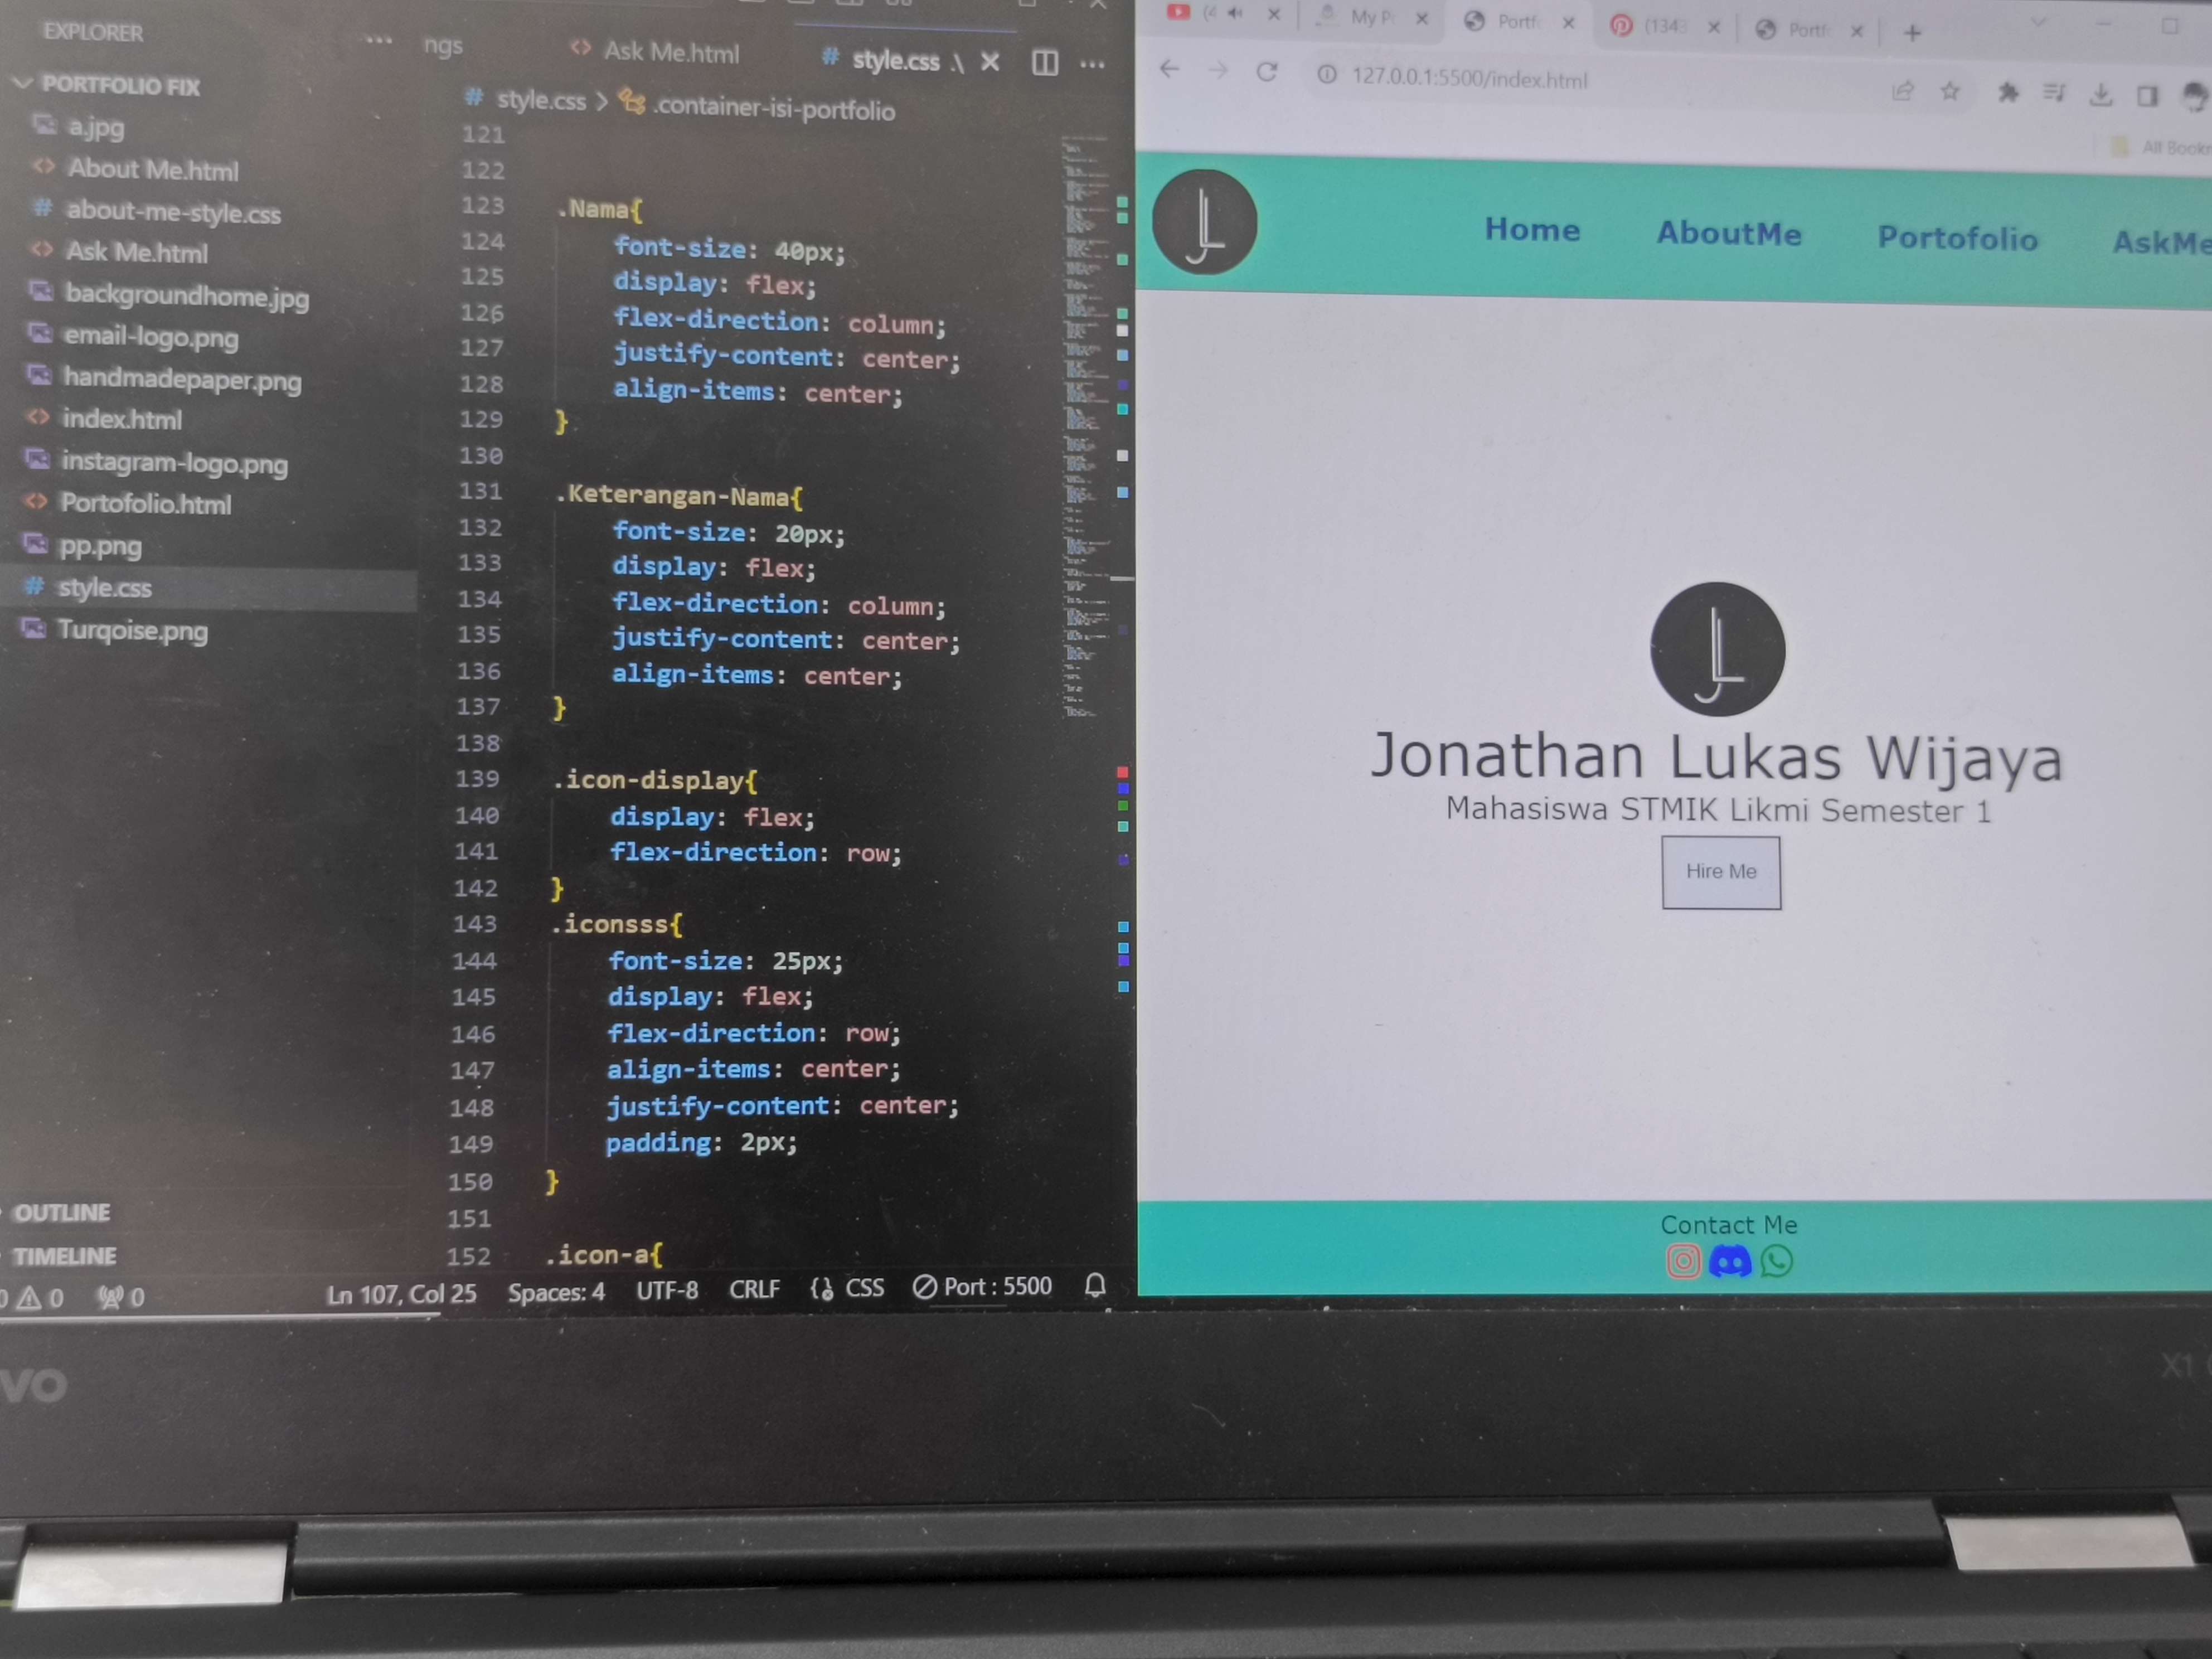 EXPLORER
PORTFOLIO FIX
a.jpg
About Me.html
about-me-style.css
Ask Me.html
backgroundhome.jpg
email-logo.png
handmadepaper.png
index.html
instagram-logo.png
Portofolio.html
pp.png
style.css
Turqoise.png
OUTLINE
TIMELINE
ngs Ask Me.html # style.css .\
# style.css > .container-isi-portfolio
121
122
123 .Nama{
124 font-size: 40px;
125 display: flex;
126 flex-direction: column;
127 justify-content: center;
128 align-items: center;
129 }
130
131 .Keterangan-Nama{
132 font-size: 20px;
133 display: flex;
134 flex-direction: column;
135 justify-content: center;
136 align-items: center;
137 }
138
139 .icon-display{
140 display: flex;
141 flex-direction: row;
142 }
143 .iconsss{
144 font-size: 25px;
145 display: flex;
146 flex-direction: row;
147 align-items: center;
148 justify-content: center;
149 padding: 2px;
150 }
151
152 .icon-a{
0 0 Ln 107, Col 25 Spaces: 4 UTF-8 CRLF {} CSS Port : 5500
(4 My P Portf (134 Portf
127.0.0.1:5500/index.html
All Bookr
JL
Home AboutMe Portofolio AskMe
JL
Jonathan Lukas Wijaya
Mahasiswa STMIK Likmi Semester 1
Hire Me
Contact Me
vo
X1